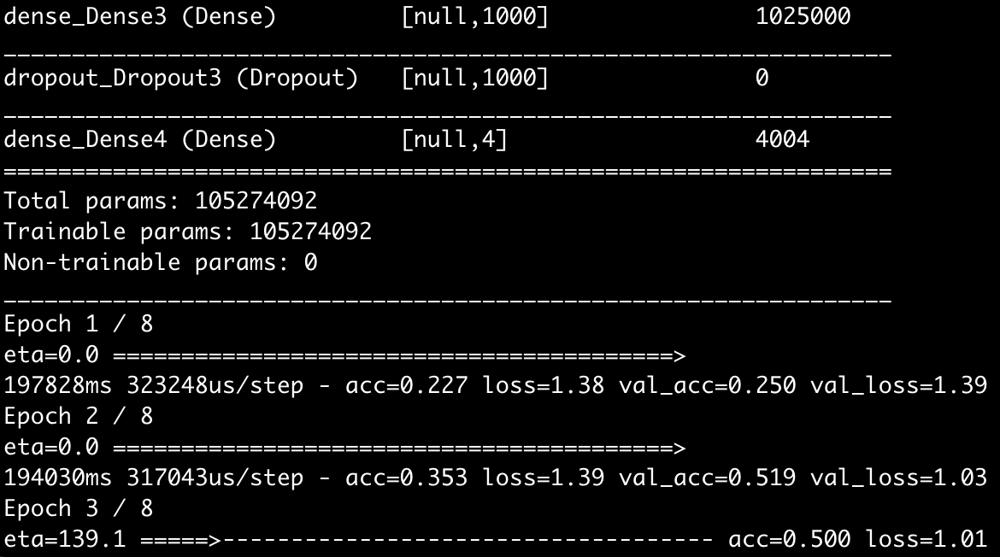 dense_Dense3 (Dense) [null,1000] 1025000
_________________________________________________________________
dropout_Dropout3 (Dropout) [null,1000] 0
_________________________________________________________________
dense_Dense4 (Dense) [null,4] 4004
=================================================================
Total params: 105274092
Trainable params: 105274092
Non-trainable params: 0
_________________________________________________________________
Epoch 1 / 8
eta=0.0 =========================================>
197828ms 323248us/step - acc=0.227 loss=1.38 val_acc=0.250 val_loss=1.39
Epoch 2 / 8
eta=0.0 =========================================>
194030ms 317043us/step - acc=0.353 loss=1.39 val_acc=0.519 val_loss=1.03
Epoch 3 / 8
eta=139.1 =====>------------------------------------ acc=0.500 loss=1.01